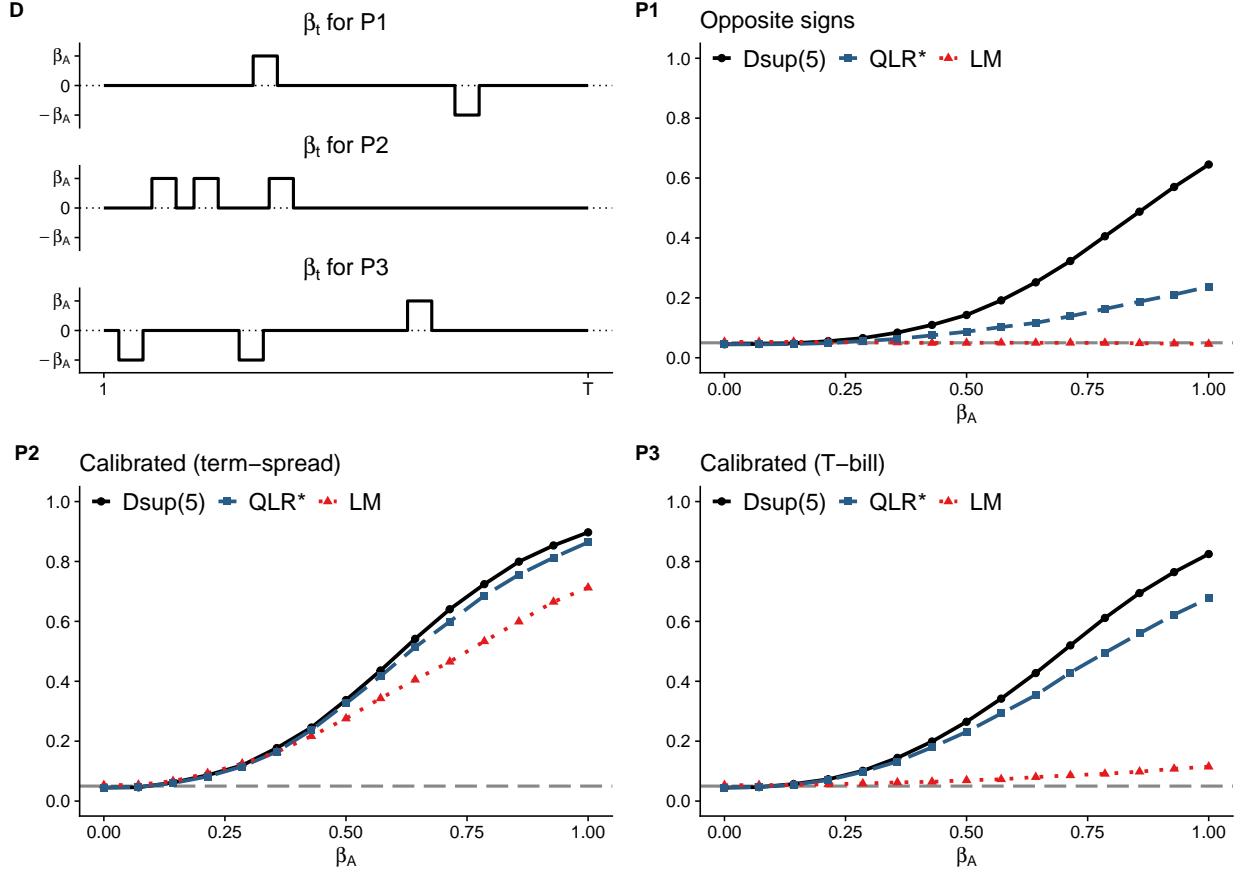 D
βt for P1
βA
0
−βA
βt for P2
βA
0
−βA
βt for P3
βA
0
−βA
1 T
P1
Opposite signs
Dsup(5) QLR* LM
1.0
0.8
0.6
0.4
0.2
0.0
0.00 0.25 0.50 0.75 1.00
βA
P2
Calibrated (term−spread)
Dsup(5) QLR* LM
1.0
0.8
0.6
0.4
0.2
0.0
0.00 0.25 0.50 0.75 1.00
βA
P3
Calibrated (T−bill)
Dsup(5) QLR* LM
1.0
0.8
0.6
0.4
0.2
0.0
0.00 0.25 0.50 0.75 1.00
βA